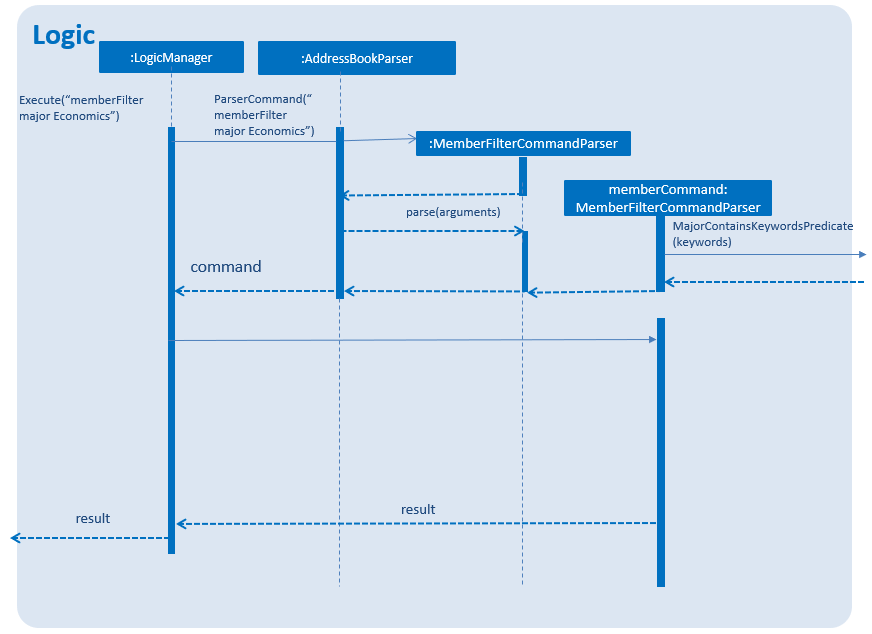 Logic
:LogicManager
:AddressBookParser
Execute(“memberFilter
major Economics”)
ParserCommand(“
memberFilter
major Economics”)
:MemberFilterCommandParser
memberCommand:
MemberFilterCommandParser
parse(arguments)
MajorContainsKeywordsPredicate
(keywords)
command
result
result